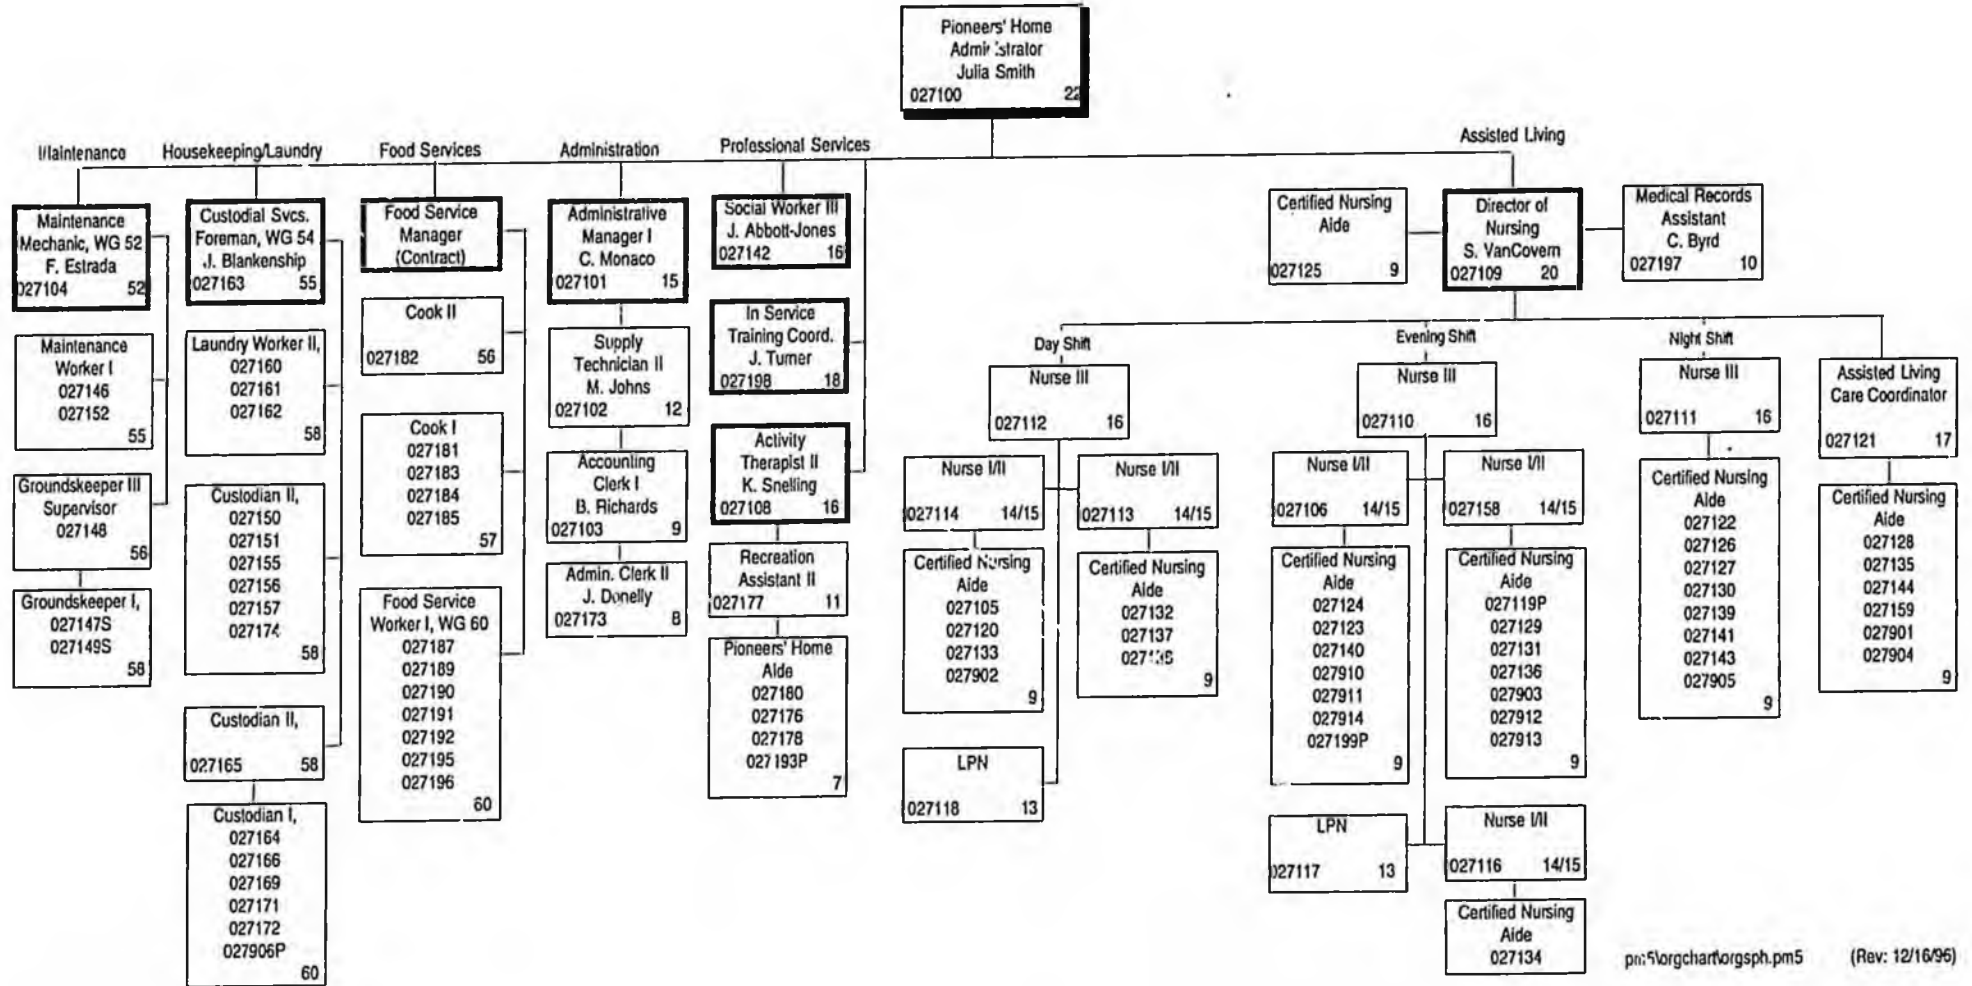 Pioneers' Home
Administrator
Julia Smith
027100 22
Maintenance
Housekeeping/Laundry
Food Services
Administration
Professional Services
Assisted Living
Maintenance
Mechanic, WG 52
F. Estrada
027104 52
Maintenance
Worker I
027146
027152
55
Groundskeeper III
Supervisor
027148
56
Groundskeeper I,
027147S
027149S
58
Custodial Svcs.
Foreman, WG 54
J. Blankenship
027163 55
Laundry Worker II,
027160
027161
027162
58
Custodian II,
027150
027151
027155
027156
027157
027174
58
Custodian II,
027165 58
Custodian I,
027164
027166
027169
027171
027172
027906P
60
Food Service
Manager
(Contract)
Cook II
027182 56
Cook I
027181
027183
027184
027185
57
Food Service
Worker I, WG 60
027187
027189
027190
027191
027192
027195
027196
60
Administrative
Manager I
C. Monaco
027101 15
Supply
Technician II
M. Johns
027102 12
Accounting
Clerk I
B. Richards
027103 9
Admin. Clerk II
J. Donelly
027173 8
Social Worker III
J. Abbott-Jones
027142 16
In Service
Training Coord.
J. Turner
027198 18
Activity
Therapist II
K. Snelling
027108 16
Recreation
Assistant II
027177 11
Pioneers' Home
Aide
027180
027176
027178
027193P
7
Certified Nursing
Aide
027125 9
Director of
Nursing
S. VanCovern
027109 20
Medical Records
Assistant
C. Byrd
027197 10
Day Shift
Nurse III
027112 16
Nurse I/II
027114 14/15
Certified Nursing
Aide
027105
027120
027133
027902
9
Nurse I/II
027113 14/15
Certified Nursing
Aide
027132
027137
9
LPN
027118 13
Evening Shift
Nurse III
027110 16
Nurse I/II
027106 14/15
Certified Nursing
Aide
027124
027123
027140
027910
027911
027914
027199P
9
Nurse I/II
027158 14/15
Certified Nursing
Aide
027119P
027129
027131
027136
027903
027912
027913
9
LPN
027117 13
Nurse I/II
027116 14/15
Certified Nursing
Aide
027134
Night Shift
Nurse III
027111 16
Certified Nursing
Aide
027122
027126
027127
027130
027139
027141
027143
027905
9
Assisted Living
Care Coordinator
027121 17
Certified Nursing
Aide
027128
027135
027144
027159
027901
027904
9
pm5\orgchart\orgsph.pm5 (Rev: 12/16/96)